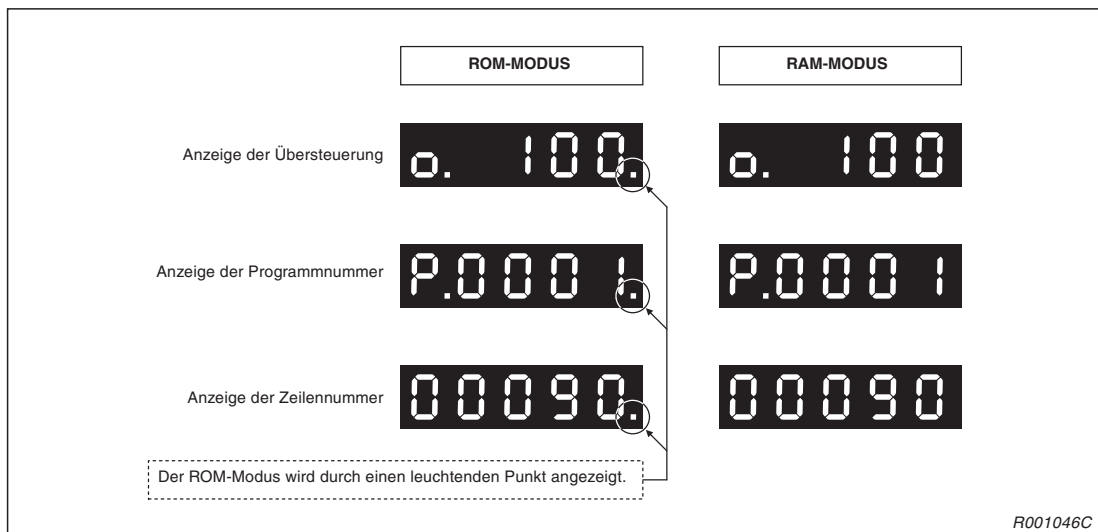 ROM-MODUS RAM-MODUS
Anzeige der Übersteuerung o. 100. o. 100
Anzeige der Programmnummer P.0001. P.0001
Anzeige der Zeilennummer 00090. 00090
Der ROM-Modus wird durch einen leuchtenden Punkt angezeigt.
R001046C